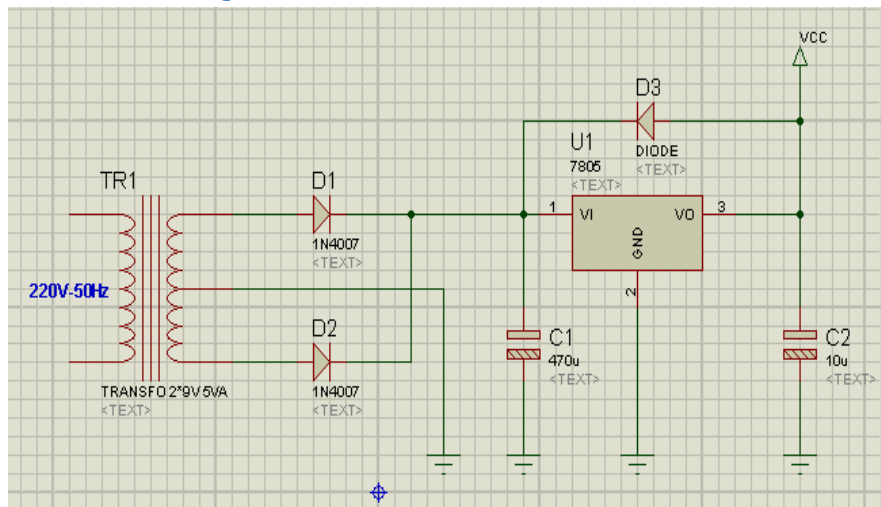 VCC
D3
DIODE
<TEXT>
U1
7805
<TEXT>
TR1
D1
1 VI VO 3
GND
2
1N4007
<TEXT>
220V-50Hz
D2
C1
470u
<TEXT>
C2
10u
<TEXT>
TRANSFO 2*9V 5VA
<TEXT>
1N4007
<TEXT>